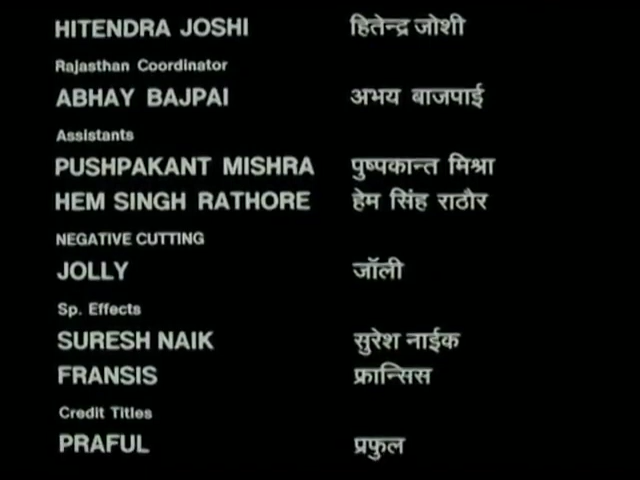 HITENDRA JOSHI हितेन्द्र जोशी
Rajasthan Coordinator
ABHAY BAJPAI अभय बाजपाई
Assistants
PUSHPAKANT MISHRA पुष्पकान्त मिश्रा
HEM SINGH RATHORE हेम सिंह राठौर
NEGATIVE CUTTING
JOLLY जॉली
Sp. Effects
SURESH NAIK सुरेश नाईक
FRANSIS फ्रान्सिस
Credit Titles
PRAFUL प्रफुल